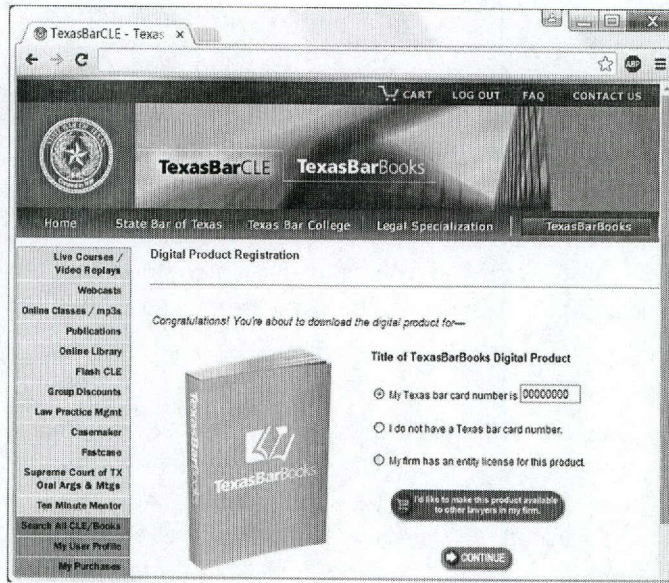 TexasBarCLE - Texas ×
ABP
CART LOG OUT FAQ CONTACT US
TexasBarCLE TexasBarBooks
Home State Bar of Texas Texas Bar College Legal Specialization TexasBarBooks
Live Courses /
Video Replays
Webcasts
Online Classes / mp3s
Publications
Online Library
Flash CLE
Group Discounts
Law Practice Mgmt
Casemaker
Fastcase
Supreme Court of TX
Oral Args & Mtgs
Ten Minute Mentor
Search All CLE/Books
My User Profile
My Purchases
Digital Product Registration
Congratulations! You're about to download the digital product for—
TexasBarBooks
TexasBarBooks
Title of TexasBarBooks Digital Product
My Texas bar card number is 00000000
I do not have a Texas bar card number.
My firm has an entity license for this product.
I'd like to make this product available
to other lawyers in my firm.
CONTINUE